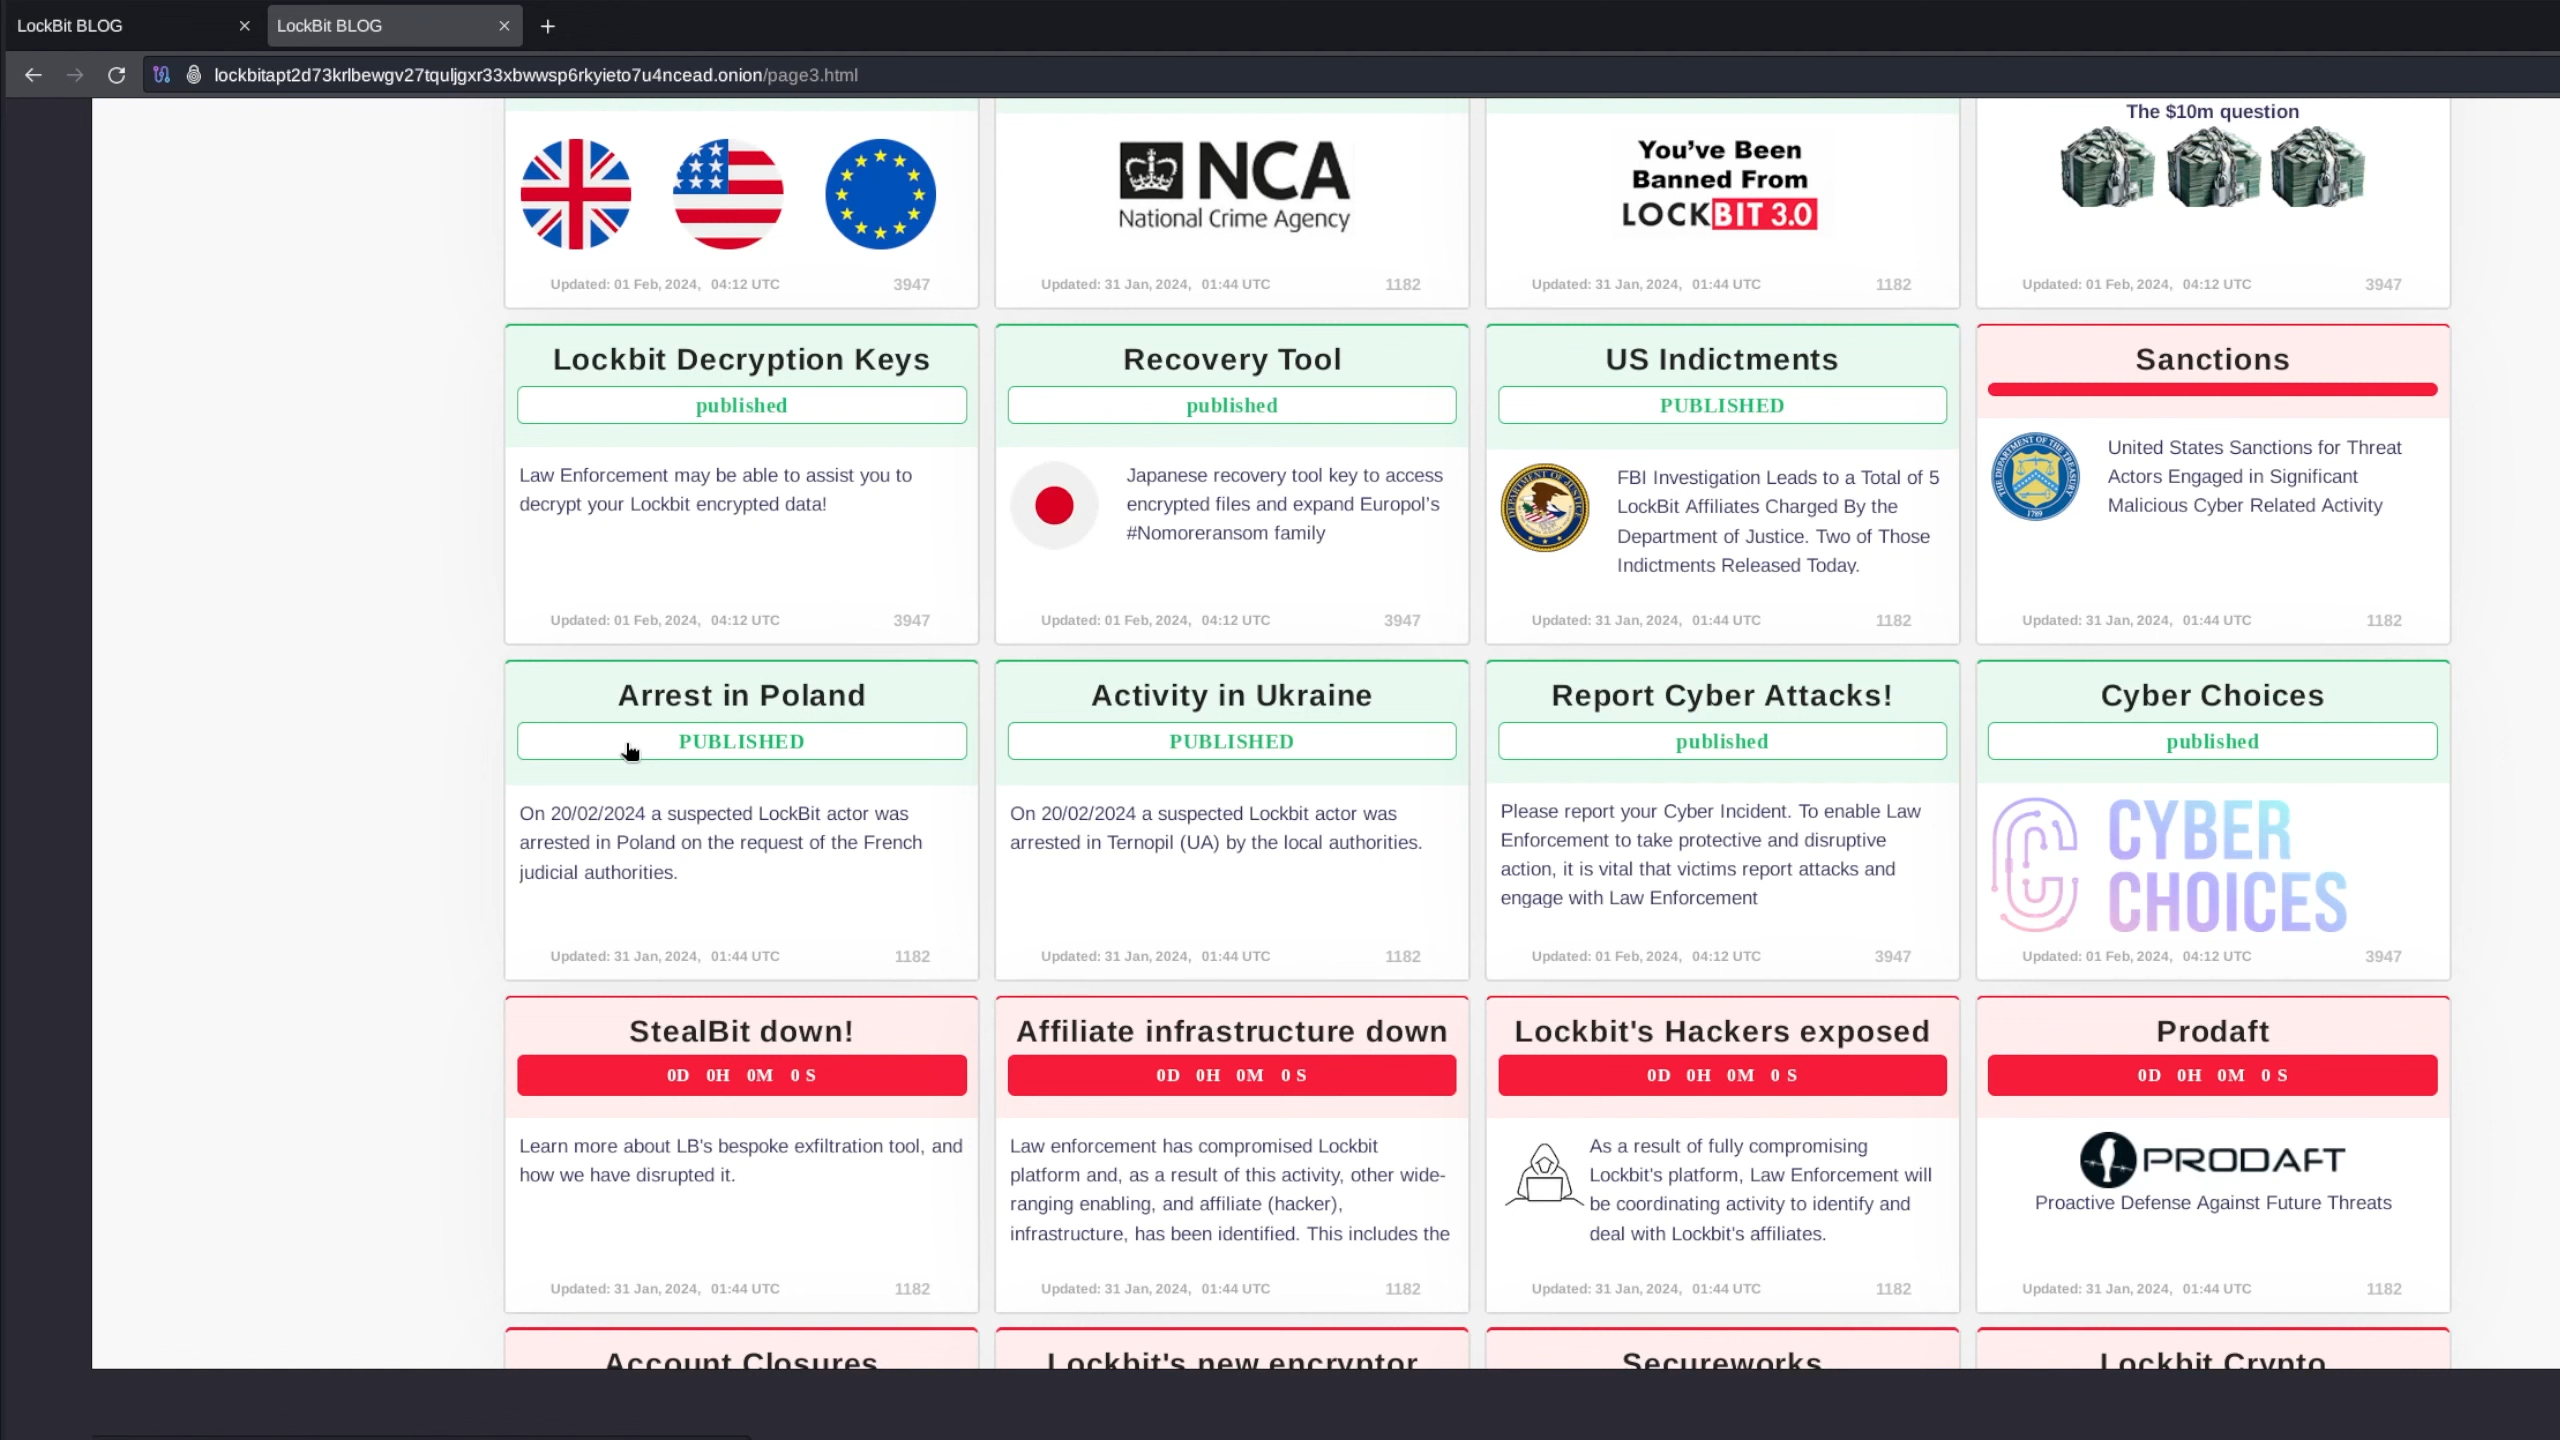 LockBit BLOG
LockBit BLOG
lockbitapt2d73krlbewgv27tquljgxr33xbwwsp6rkyieto7u4ncead.onion/page3.html
Updated: 01 Feb, 2024, 04:12 UTC 3947
NCA
National Crime Agency
Updated: 31 Jan, 2024, 01:44 UTC 1182
You’ve Been
Banned From
LOCKBIT 3.0
Updated: 31 Jan, 2024, 01:44 UTC 1182
The $10m question
Updated: 01 Feb, 2024, 04:12 UTC 3947
Lockbit Decryption Keys
published
Law Enforcement may be able to assist you to
decrypt your Lockbit encrypted data!
Updated: 01 Feb, 2024, 04:12 UTC 3947
Recovery Tool
published
Japanese recovery tool key to access
encrypted files and expand Europol's
#Nomoreransom family
Updated: 01 Feb, 2024, 04:12 UTC 3947
US Indictments
PUBLISHED
FBI Investigation Leads to a Total of 5
LockBit Affiliates Charged By the
Department of Justice. Two of Those
Indictments Released Today.
Updated: 31 Jan, 2024, 01:44 UTC 1182
Sanctions
THE DEPARTMENT OF THE TREASURY
1789
United States Sanctions for Threat
Actors Engaged in Significant
Malicious Cyber Related Activity
Updated: 31 Jan, 2024, 01:44 UTC 1182
Arrest in Poland
PUBLISHED
On 20/02/2024 a suspected LockBit actor was
arrested in Poland on the request of the French
judicial authorities.
Updated: 31 Jan, 2024, 01:44 UTC 1182
Activity in Ukraine
PUBLISHED
On 20/02/2024 a suspected Lockbit actor was
arrested in Ternopil (UA) by the local authorities.
Updated: 31 Jan, 2024, 01:44 UTC 1182
Report Cyber Attacks!
published
Please report your Cyber Incident. To enable Law
Enforcement to take protective and disruptive
action, it is vital that victims report attacks and
engage with Law Enforcement
Updated: 01 Feb, 2024, 04:12 UTC 3947
Cyber Choices
published
CYBER
CHOICES
Updated: 01 Feb, 2024, 04:12 UTC 3947
StealBit down!
0D 0H 0M 0 S
Learn more about LB's bespoke exfiltration tool, and
how we have disrupted it.
Updated: 31 Jan, 2024, 01:44 UTC 1182
Affiliate infrastructure down
0D 0H 0M 0 S
Law enforcement has compromised Lockbit
platform and, as a result of this activity, other wide-
ranging enabling, and affiliate (hacker),
infrastructure, has been identified. This includes the
Updated: 31 Jan, 2024, 01:44 UTC 1182
Lockbit's Hackers exposed
0D 0H 0M 0 S
As a result of fully compromising
Lockbit's platform, Law Enforcement will
be coordinating activity to identify and
deal with Lockbit's affiliates.
Updated: 31 Jan, 2024, 01:44 UTC 1182
Prodaft
0D 0H 0M 0 S
PRODAFT
Proactive Defense Against Future Threats
Updated: 31 Jan, 2024, 01:44 UTC 1182
Account Closures
Lockbit's new encryptor
Secureworks
Lockbit Crypto